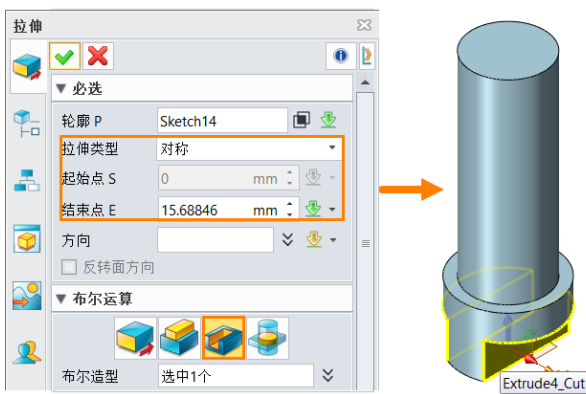 拉伸
必选
轮廓 P Sketch14
拉伸类型 对称
起始点 S 0 mm
结束点 E 15.68846 mm
方向
反转面方向
布尔运算
布尔造型 选中1个
Extrude4_Cut